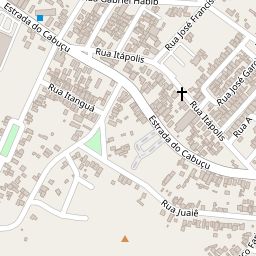 Rua Gabriel Habib
Rua José Francis
Estrada do Cabuçu
Rua Itápolis
Rua José Garc
Rua Itanguá
Rua Itápolis
Rua A
Estrada do Cabuçu
Rua Juaiê